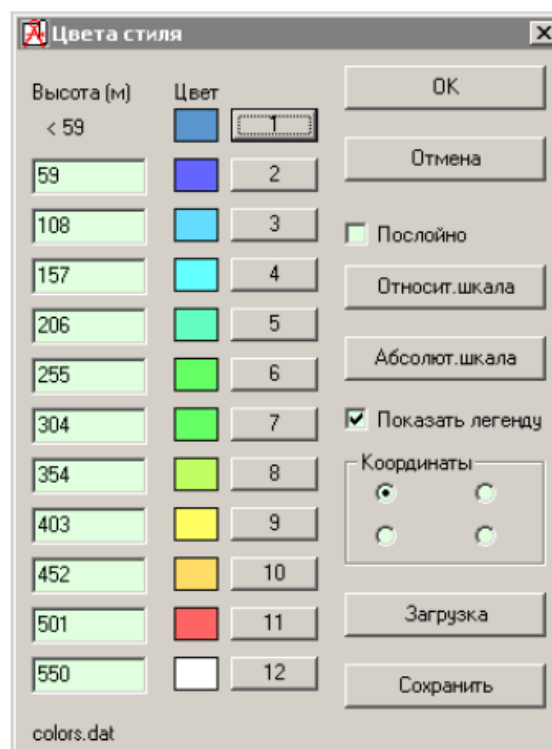 Цвета стиля
Высота (м) Цвет
< 59 1
59 2
108 3
157 4
206 5
255 6
304 7
354 8
403 9
452 10
501 11
550 12
colors.dat
OK
Отмена
Послойно
Относит.шкала
Абсолют.шкала
Показать легенду
Координаты
Загрузка
Сохранить